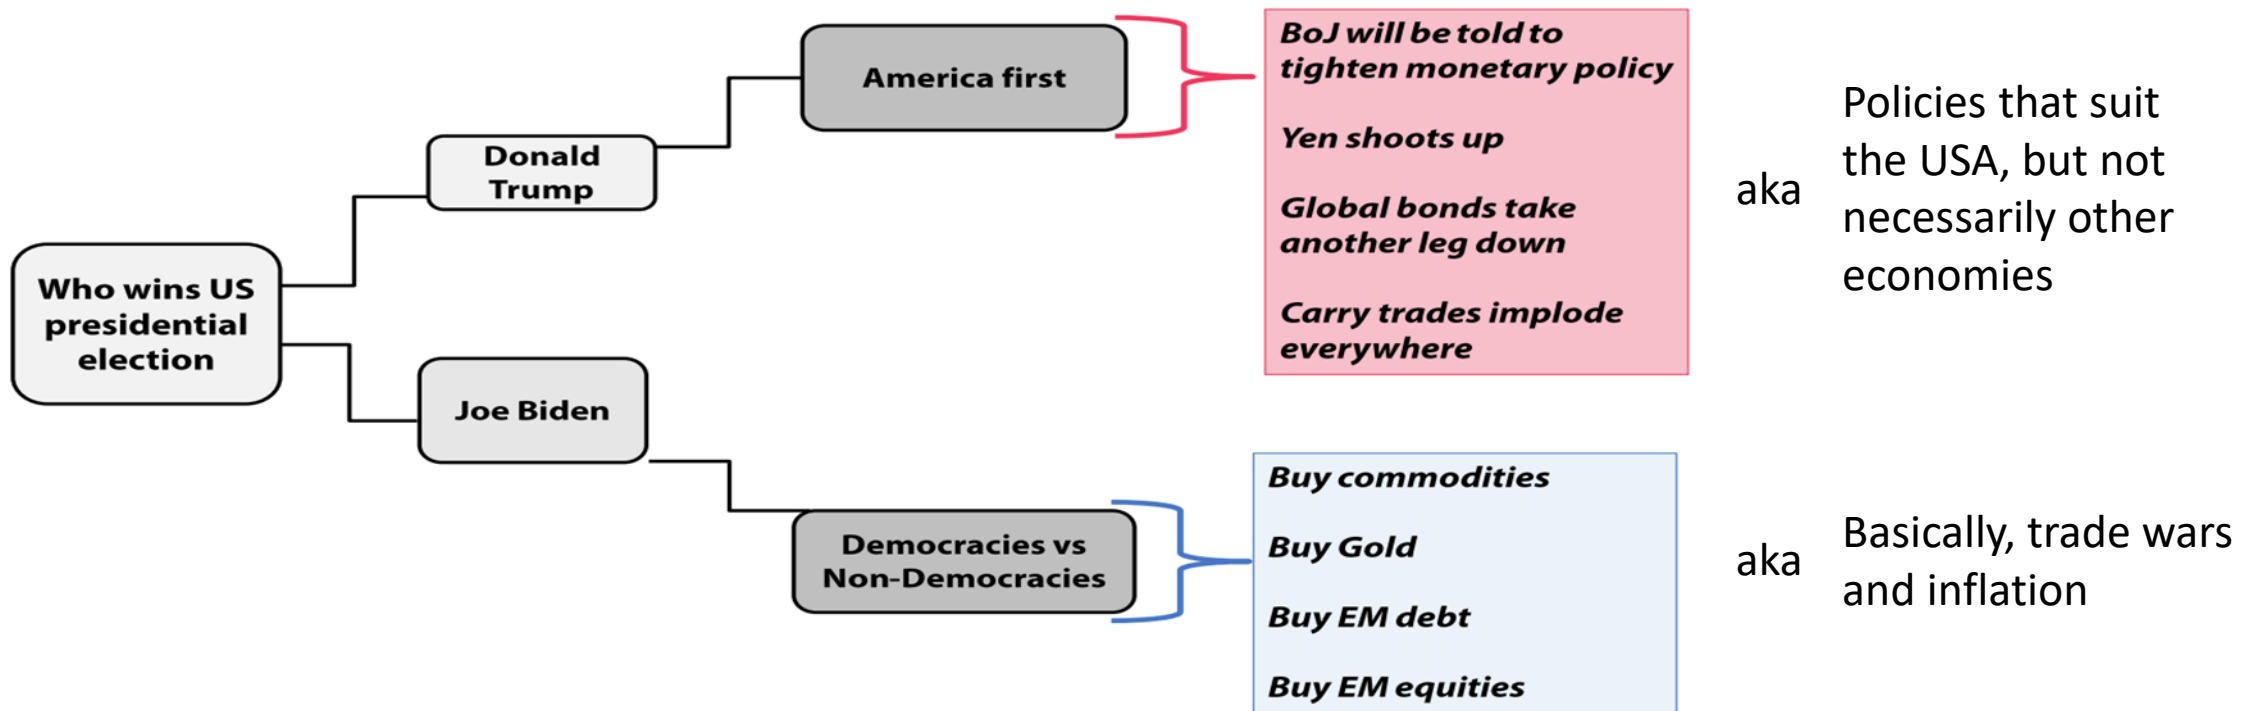 Who wins US
presidential
election
Donald
Trump
America first
BoJ will be told to
tighten monetary policy
Yen shoots up
Global bonds take
another leg down
Carry trades implode
everywhere
aka
Policies that suit
the USA, but not
necessarily other
economies
Joe Biden
Democracies vs
Non-Democracies
Buy commodities
Buy Gold
Buy EM debt
Buy EM equities
aka
Basically, trade wars
and inflation